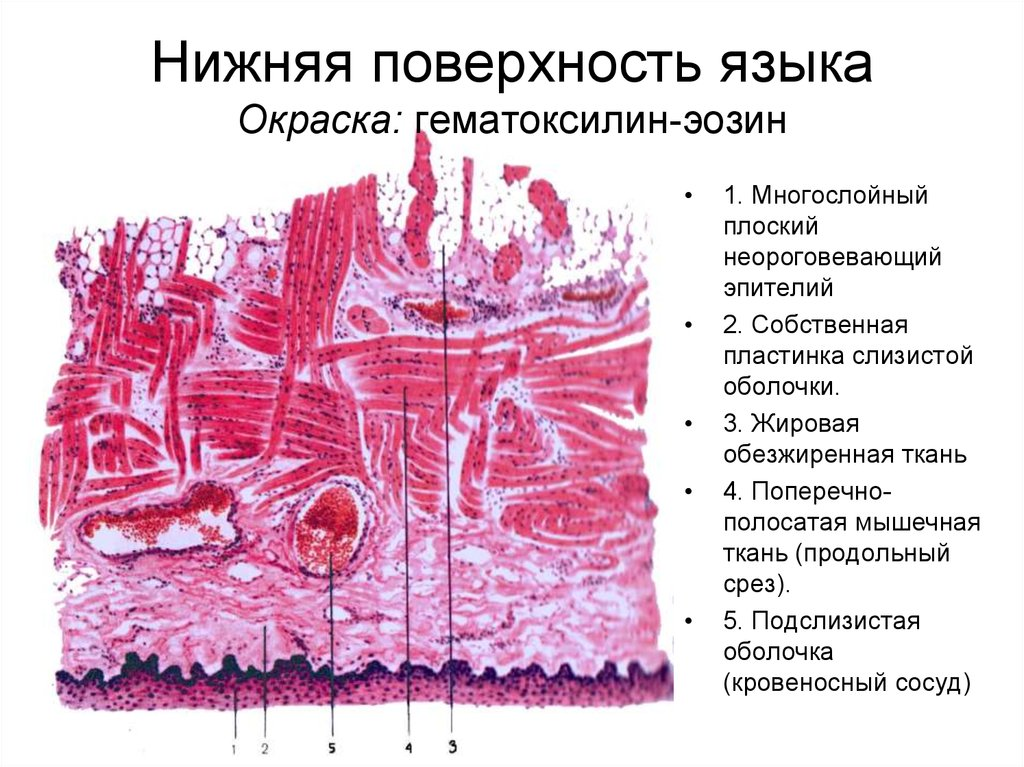 Нижняя поверхность языка
Окраска: гематоксилин-эозин
• 1. Многослойный
плоский
неороговевающий
эпителий
• 2. Собственная
пластинка слизистой
оболочки.
• 3. Жировая
обезжиренная ткань
• 4. Поперечно-
полосатая мышечная
ткань (продольный
срез).
• 5. Подслизистая
оболочка
(кровеносный сосуд)
1 2 5 4 3